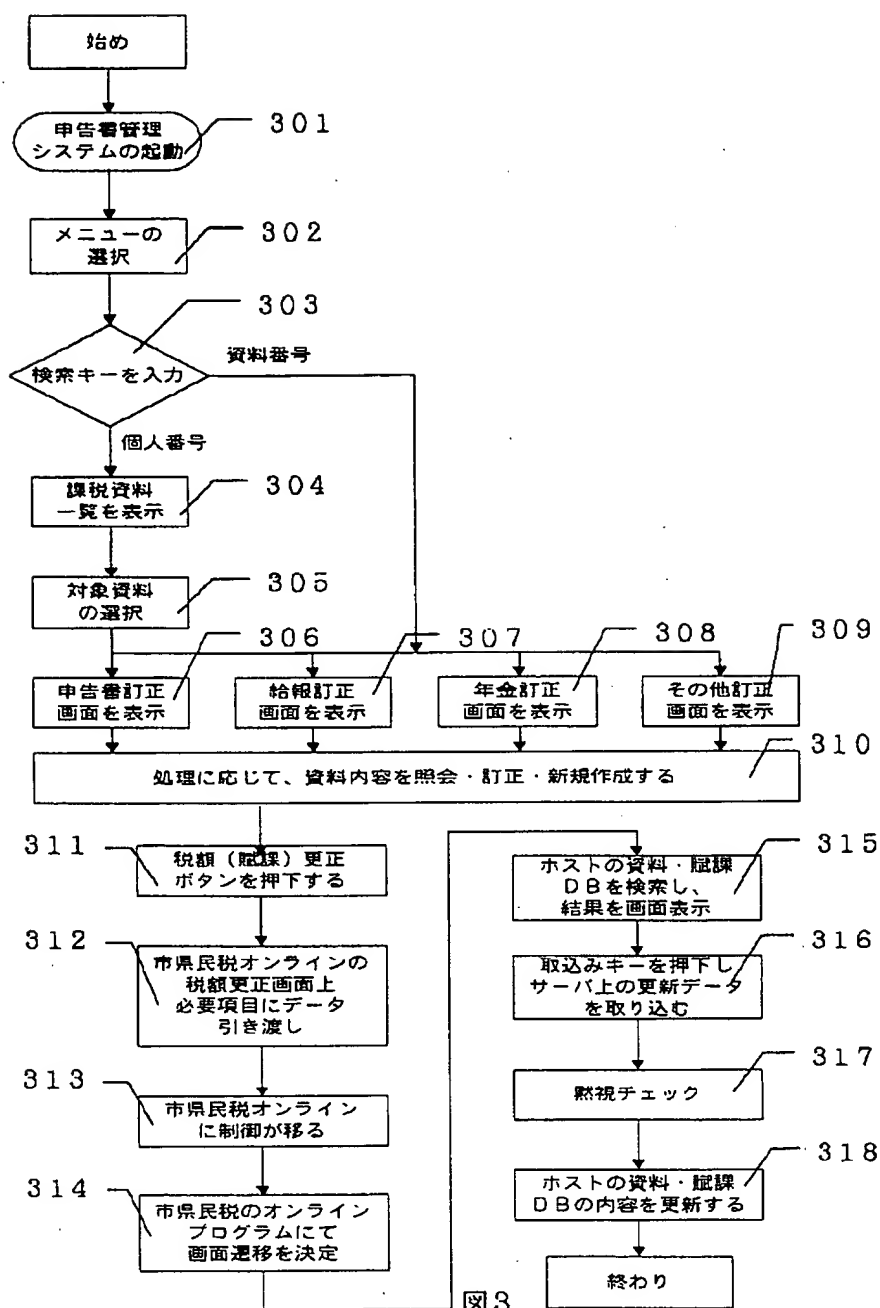 始め
申告書管理
システムの起動
301
メニューの
選択
302
303
検索キーを入力
資料番号
個人番号
課税資料
一覧を表示
304
対象資料
の選択
305
306
307
308
309
申告書訂正
画面を表示
給報訂正
画面を表示
年金訂正
画面を表示
その他訂正
画面を表示
310
処理に応じて、資料内容を照会・訂正・新規作成する
311
税額（賦課）更正
ボタンを押下する
312
市県民税オンラインの
税額更正画面上
必要項目にデータ
引き渡し
313
市県民税オンライン
に制御が移る
314
市県民税のオンライン
プログラムにて
画面遷移を決定
315
ホストの資料・賦課
DBを検索し、
結果を画面表示
316
取込みキーを押下し
サーバ上の更新データ
を取り込む
317
黙視チェック
318
ホストの資料・賦課
DBの内容を更新する
終わり
図3